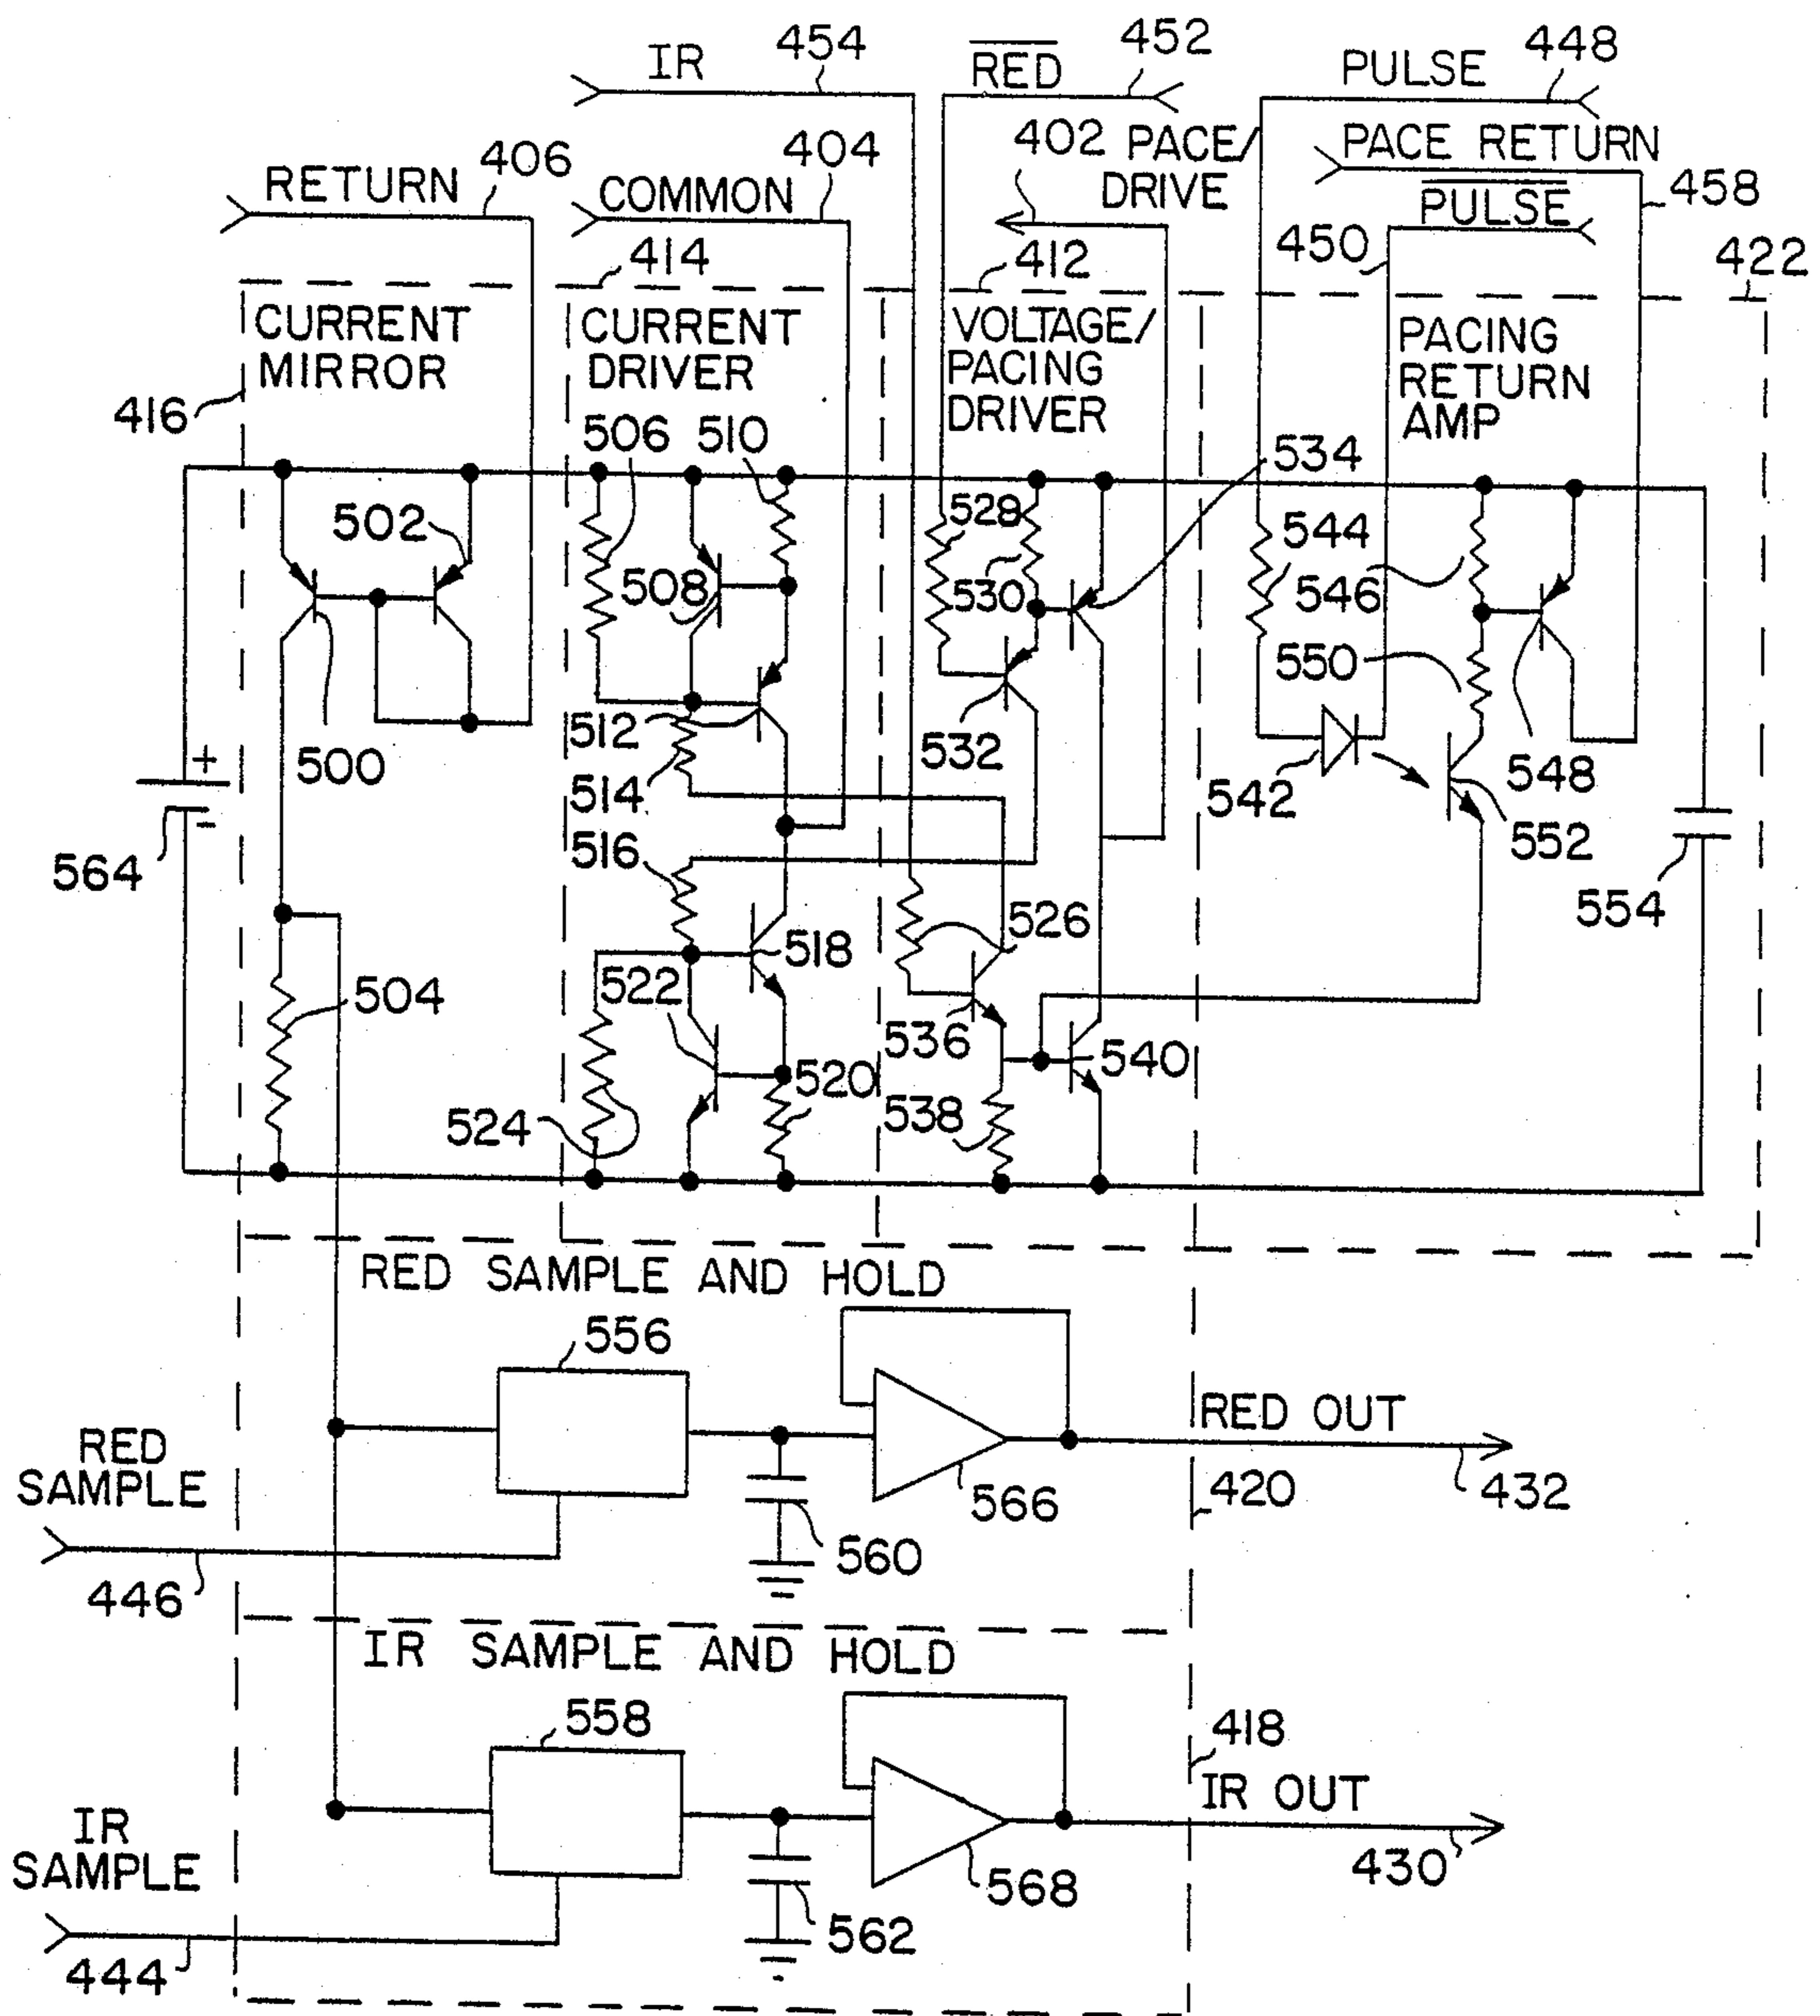 IR
454
R̅E̅D̅
452
PULSE
448
RETURN
406
COMMON
404
402
PACE/
DRIVE
PACE RETURN
458
P̅U̅L̅S̅E̅
450
414
412
422
CURRENT
MIRROR
416
CURRENT
DRIVER
VOLTAGE/
PACING
DRIVER
PACING
RETURN
AMP
506
510
534
502
508
528
530
544
546
550
512
532
500
514
542
548
552
564
516
554
526
518
504
522
536
540
520
538
524
RED SAMPLE AND HOLD
556
RED OUT
RED
SAMPLE
566
420
432
560
446
IR SAMPLE AND HOLD
558
418
IR OUT
IR
SAMPLE
568
430
562
444
+
-